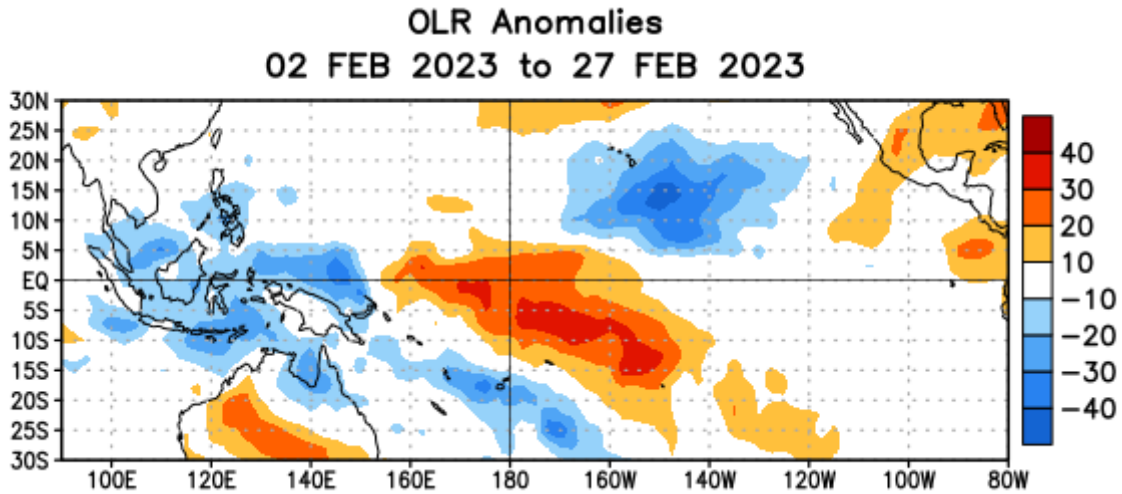 OLR Anomalies
02 FEB 2023 to 27 FEB 2023
30N
25N
20N
15N
10N
5N
EQ
5S
10S
15S
20S
25S
30S
100E 120E 140E 160E 180 160W 140W 120W 100W 80W
40
30
20
10
-10
-20
-30
-40